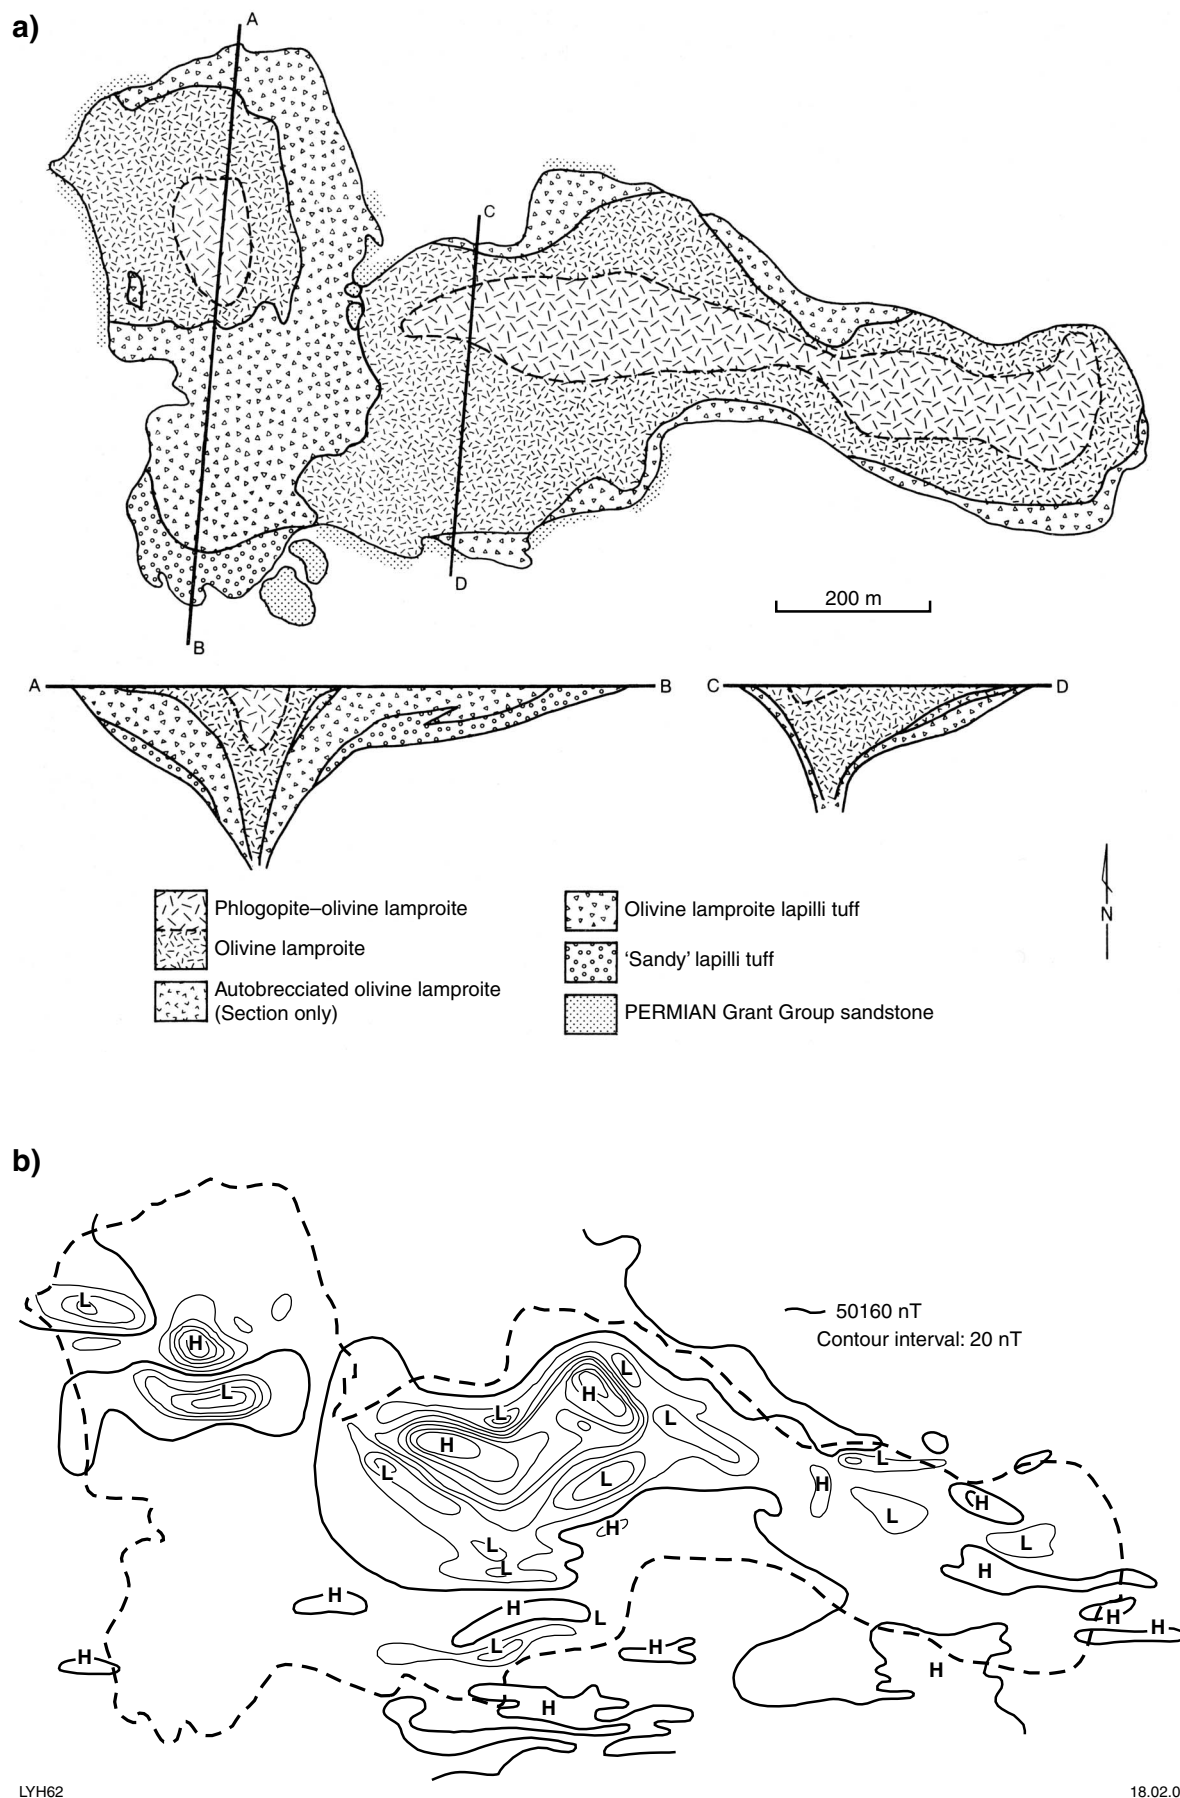 a)
A
C
D
200 m
B
A
B
C
D
Phlogopite–olivine lamproite
Olivine lamproite
Autobrecciated olivine lamproite
(Section only)
Olivine lamproite lapilli tuff
'Sandy' lapilli tuff
PERMIAN Grant Group sandstone
N
b)
50160 nT
Contour interval: 20 nT
L
H
L
L
H
L
L
H
L
L
L
H
L
H
L
H
L
L
H
L
H
H
H
L
L
H
H
H
H
H
H
LYH62
18.02.0